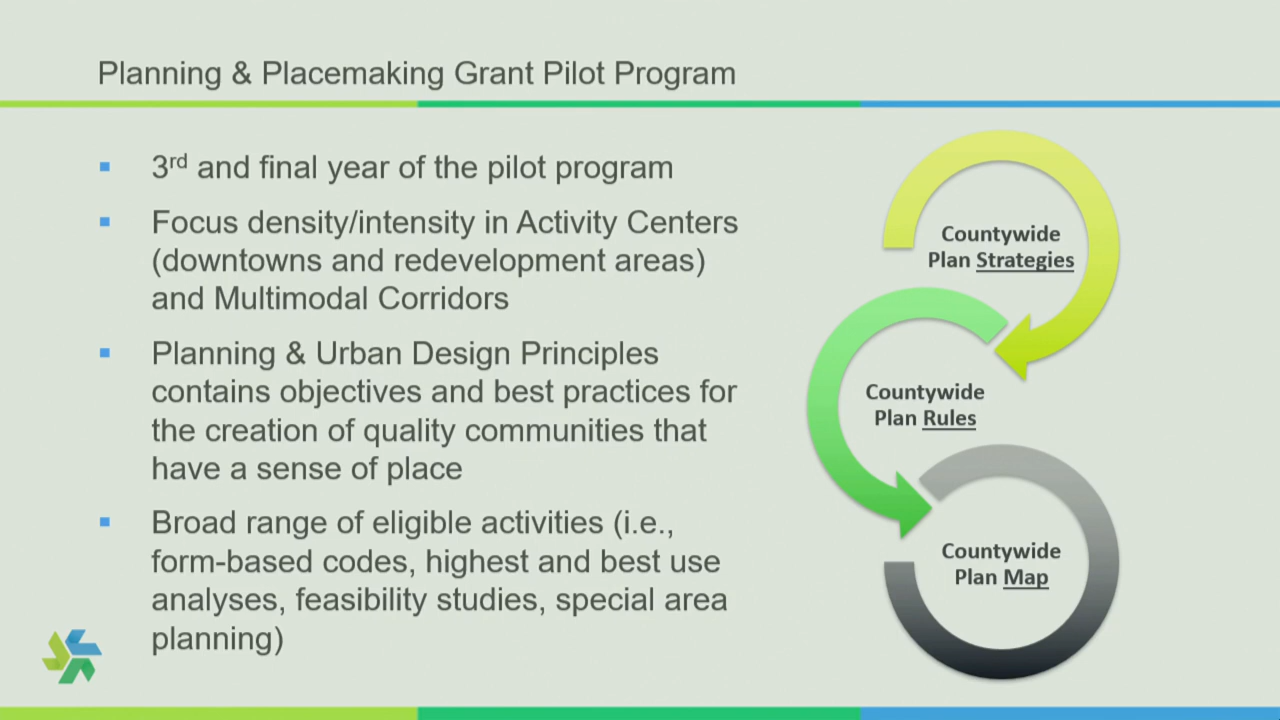 Planning & Placemaking Grant Pilot Program
3rd and final year of the pilot program
Focus density/intensity in Activity Centers
(downtowns and redevelopment areas)
and Multimodal Corridors
Planning & Urban Design Principles
contains objectives and best practices for
the creation of quality communities that
have a sense of place
Broad range of eligible activities (i.e.,
form-based codes, highest and best use
analyses, feasibility studies, special area
planning)
Countywide
Plan Strategies
Countywide
Plan Rules
Countywide
Plan Map